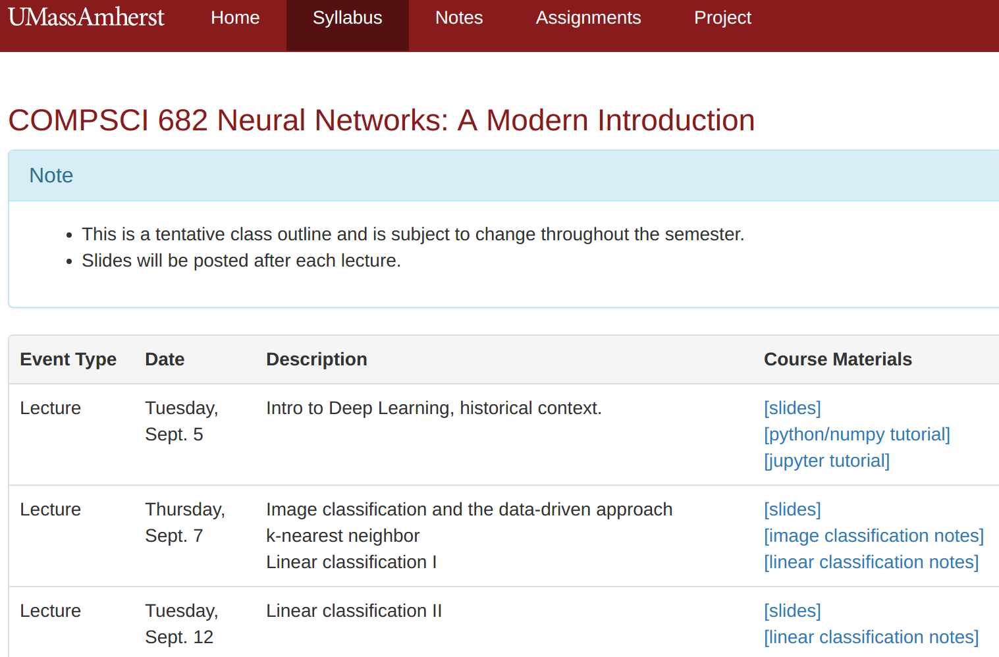 UMassAmherst Home Syllabus Notes Assignments Project
COMPSCI 682 Neural Networks: A Modern Introduction
Note
• This is a tentative class outline and is subject to change throughout the semester.
• Slides will be posted after each lecture.
Event Type Date Description Course Materials
Lecture Tuesday, Intro to Deep Learning, historical context. [slides]
Sept. 5 [python/numpy tutorial]
[jupyter tutorial]
Lecture Thursday, Image classification and the data-driven approach [slides]
Sept. 7 k-nearest neighbor [image classification notes]
Linear classification I [linear classification notes]
Lecture Tuesday, Linear classification II [slides]
Sept. 12 [linear classification notes]